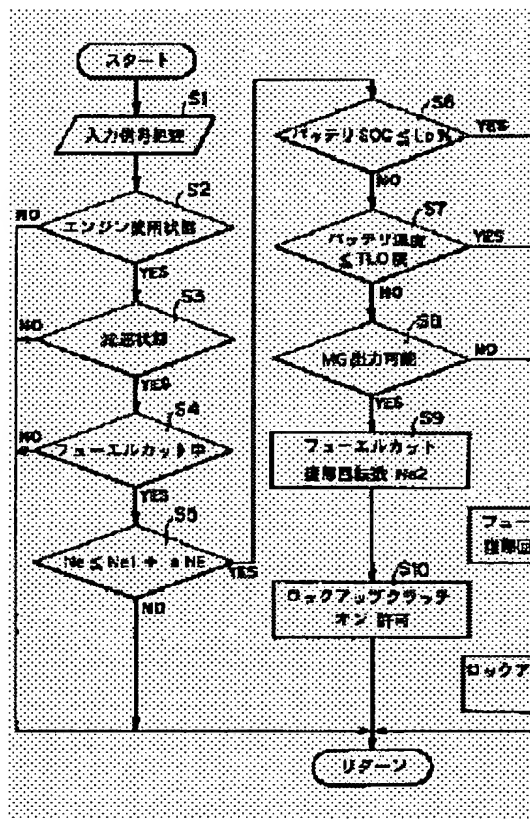 スタート
S1
入力信号処理
S2
NO
エンジン使用状態
YES
S3
NO
減速状態
YES
S4
NO
フューエルカット中
YES
S5
Ne ≦ Ne1 + a NE
YES
NO
S6
バッテリ SOC ≦ Lo%
YES
NO
S7
バッテリ温度
≦ TLO 度
YES
NO
S8
MG 出力可能
NO
YES
S9
フューエルカット
復帰回転数 Ne2
S10
ロックアップクラッチ
オン 許可
フュー
復帰回
ロックア
リターン